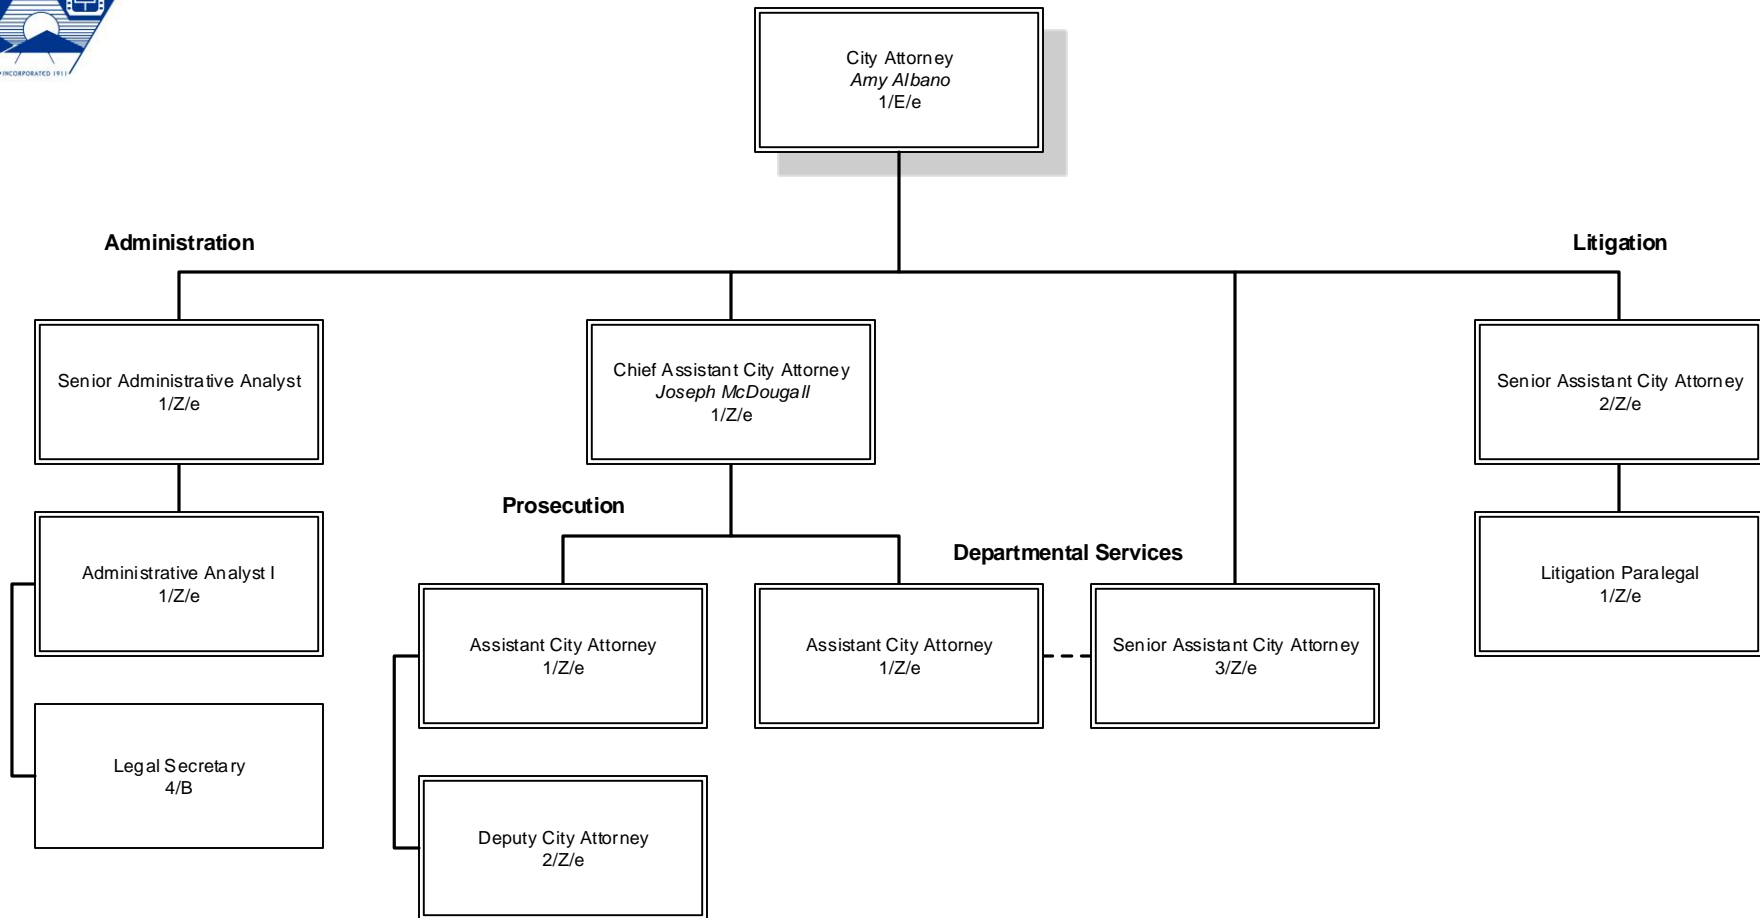 INCORPORATED 1911
City Attorney
Amy Albano
1/E/e
Administration
Litigation
Senior Administrative Analyst
1/Z/e
Chief Assistant City Attorney
Joseph McDougall
1/Z/e
Senior Assistant City Attorney
2/Z/e
Prosecution
Departmental Services
Administrative Analyst I
1/Z/e
Litigation Paralegal
1/Z/e
Assistant City Attorney
1/Z/e
Assistant City Attorney
1/Z/e
Senior Assistant City Attorney
3/Z/e
Legal Secretary
4/B
Deputy City Attorney
2/Z/e